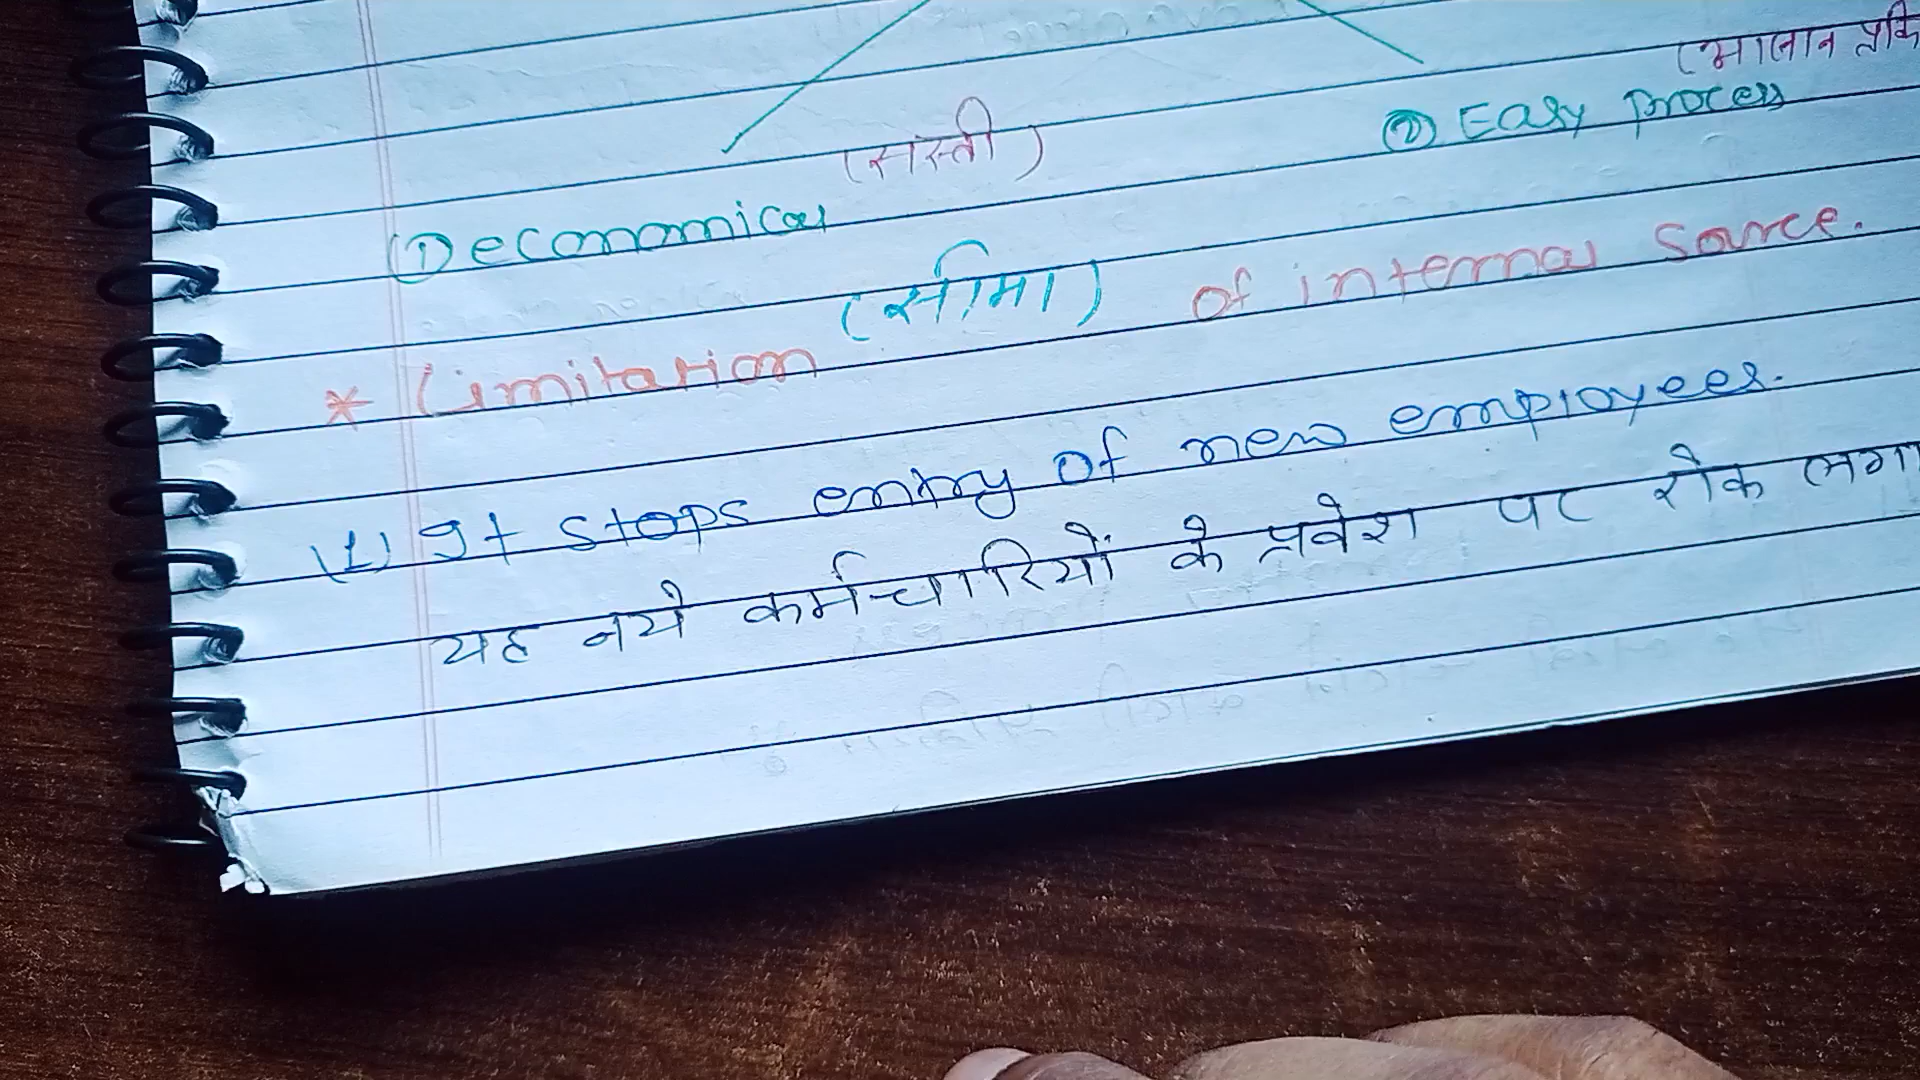 (आसान
(सस्ती) ② Easy process
① economical
(सीमा)
* Limitation of internal source.
(1) It stops entry of new employees.
यह नये कर्मचारियों के प्रवेश पर रोक लगा